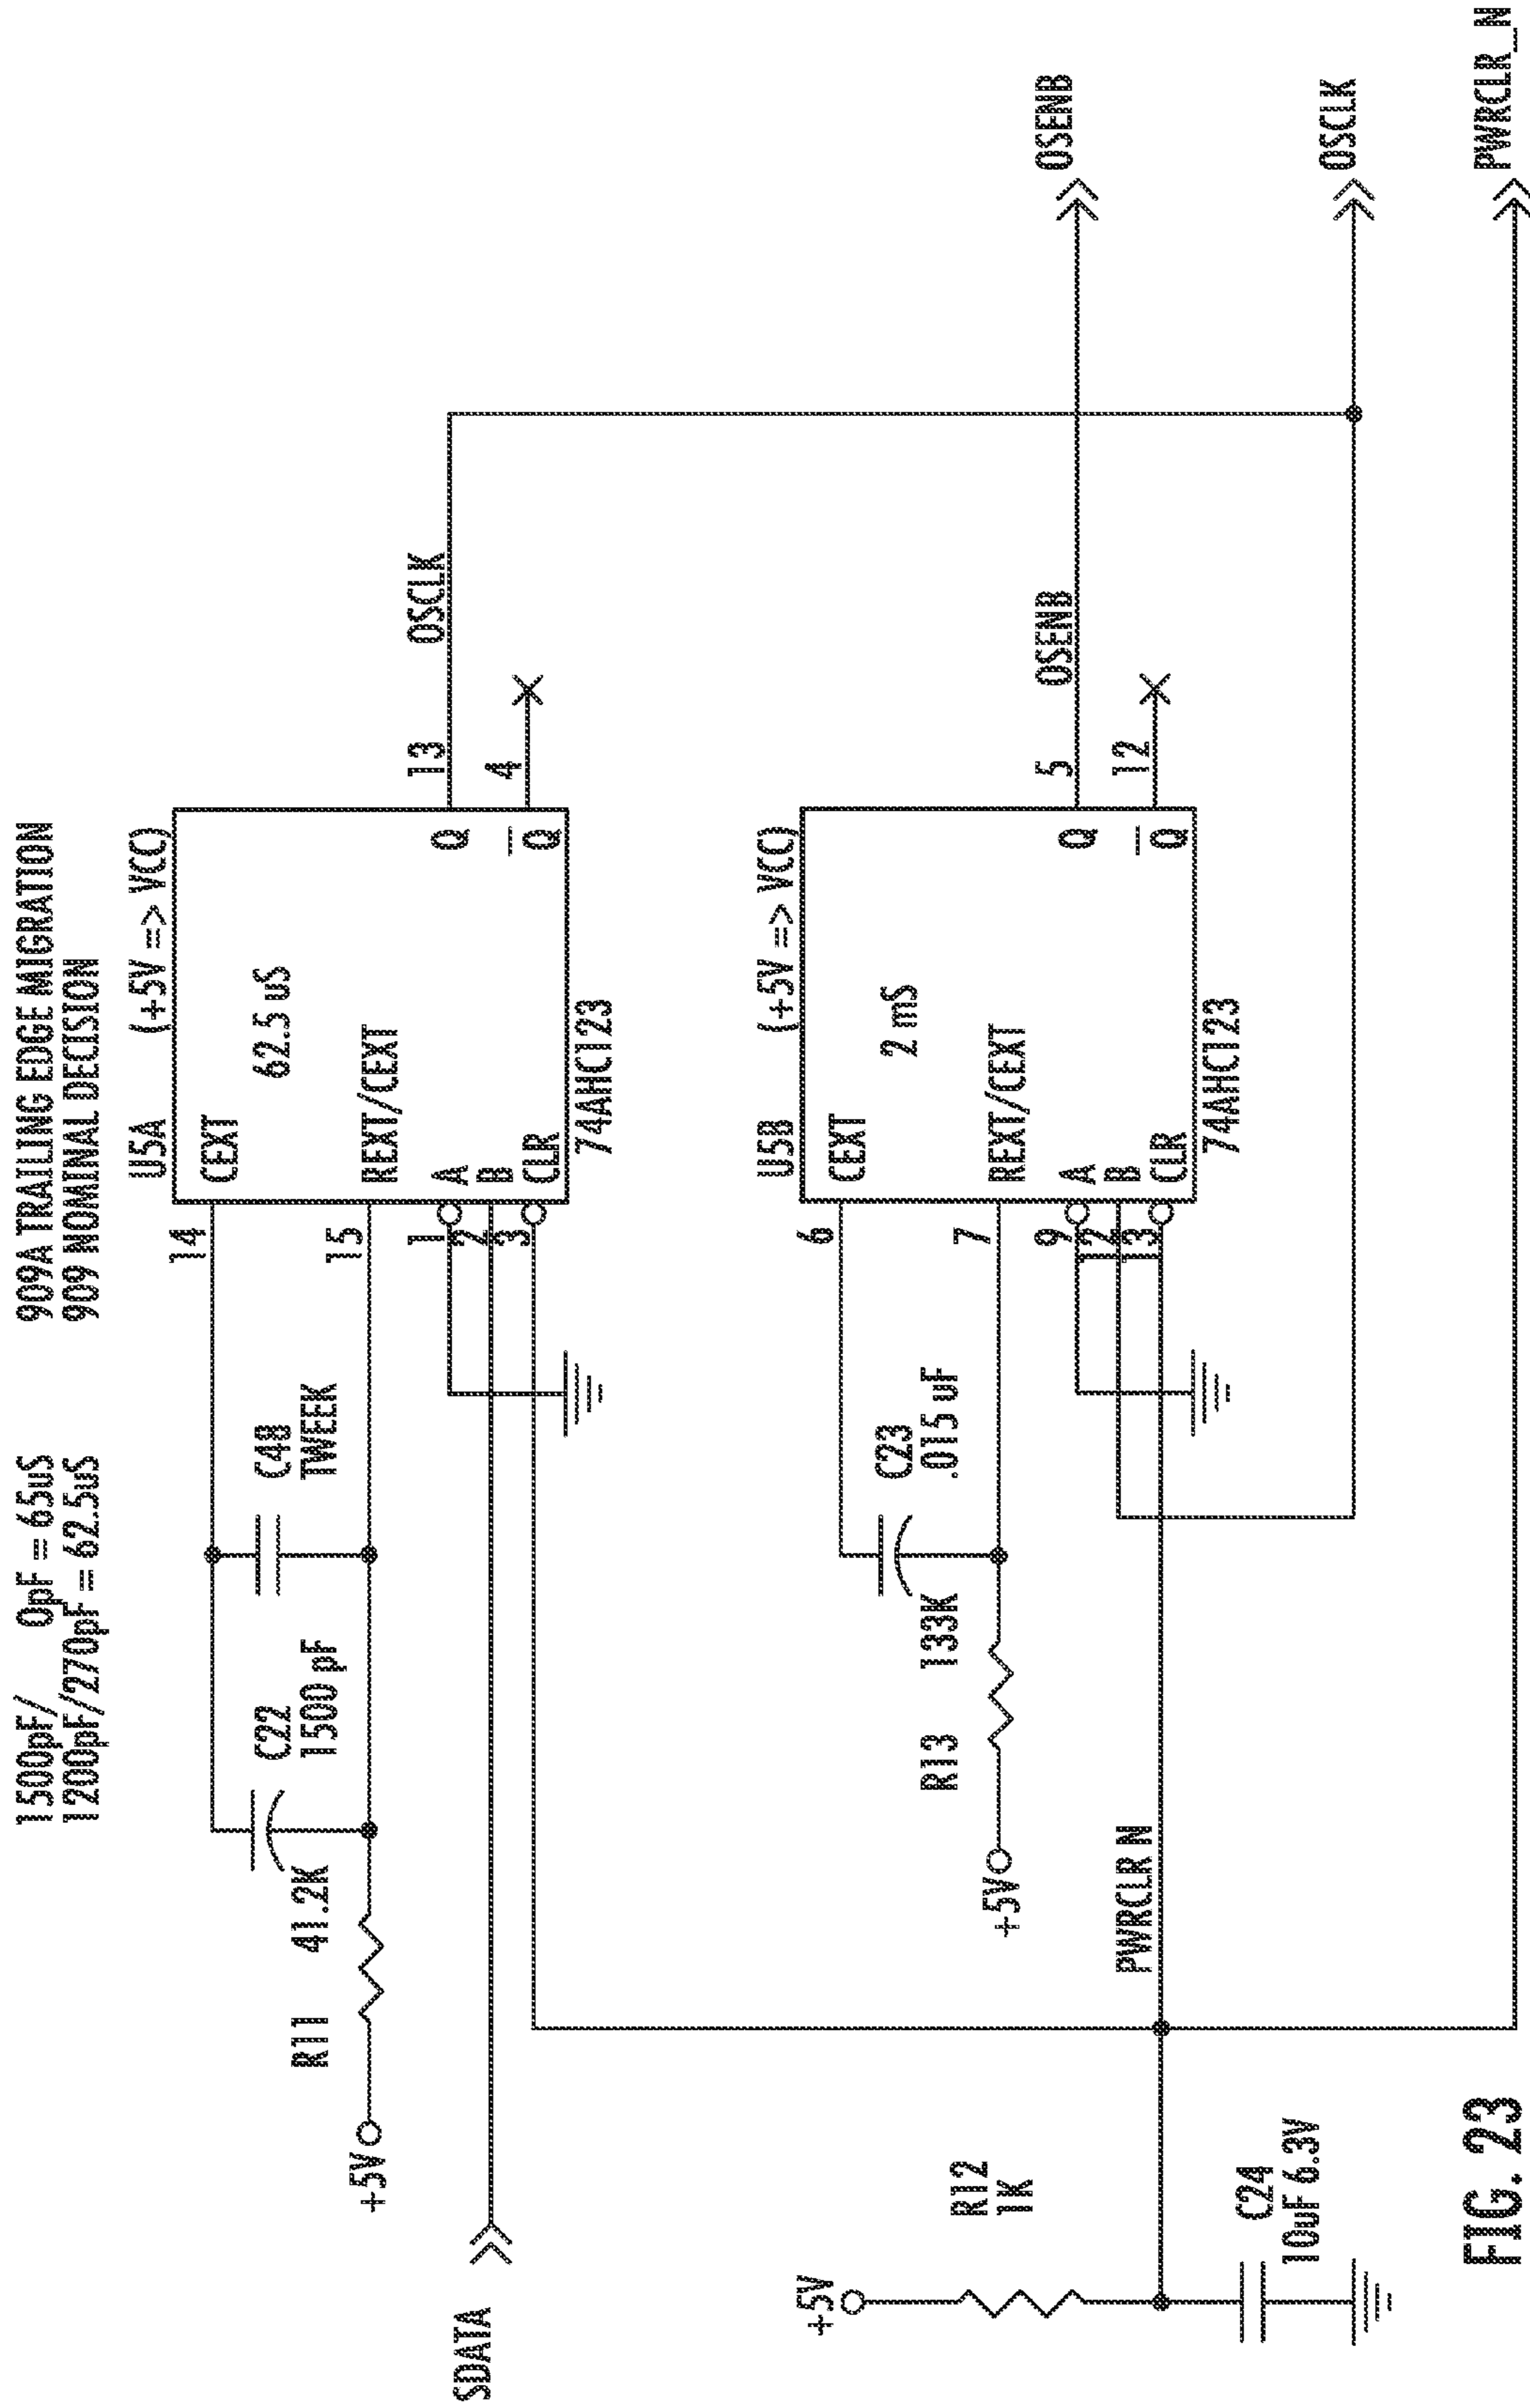 1500pF/ 0pF = 65uS 909A TRAILING EDGE MIGRATION
1200pF/270pF = 62.5uS 909 NOMINAL DECISION
U5A (+5V => VCC)
14
CEXT
C22
1500 pF
C48
TWEEK
62.5 uS
R11 41.2K
+5V
15
REXT/CEXT
1
A
Q
13
OSCLK
SDATA
2
B
3
CLR
Q
4
74AHC123
U5B (+5V => VCC)
6
CEXT
C23
.015 uF
2 mS
R13 133K
+5V
7
REXT/CEXT
9
A
Q
5
OSENB
OSENB
12
B
13
CLR
Q
12
74AHC123
+5V
R12
1K
PWRCLR N
C24
10uF 6.3V
OSCLK
PWRCLR_N
FIG. 23